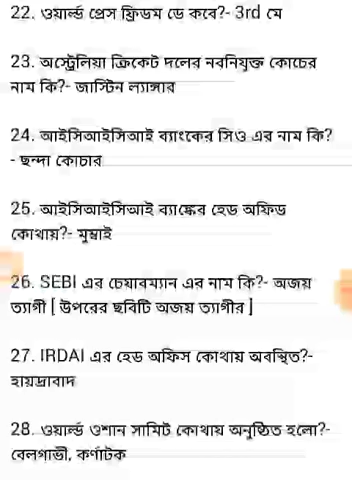 22. ওয়ার্ল্ড প্রেস ফ্রিডম ডে কবে?- 3rd মে
23. অস্ট্রেলিয়া ক্রিকেট দলের নবনিযুক্ত কোচের
নাম কি?- জাস্টিন ল্যাঙ্গার
24. আইসিআইসিআই ব্যাংকের সিও এর নাম কি?
- ছন্দা কোচার
25. আইসিআইসিআই ব্যাঙ্কের হেড অফিস
কোথায়?- মুম্বাই
26. SEBI এর চেয়ারম্যান এর নাম কি?- অজয়
ত্যাগী [ উপরের ছবিটি অজয় ত্যাগীর ]
27. IRDAI এর হেড অফিস কোথায় অবস্থিত?-
হায়দ্রাবাদ
28. ওয়ার্ল্ড ওশান সামিট কোথায় অনুষ্ঠিত হলো?-
বেলগাভী, কর্ণাটক